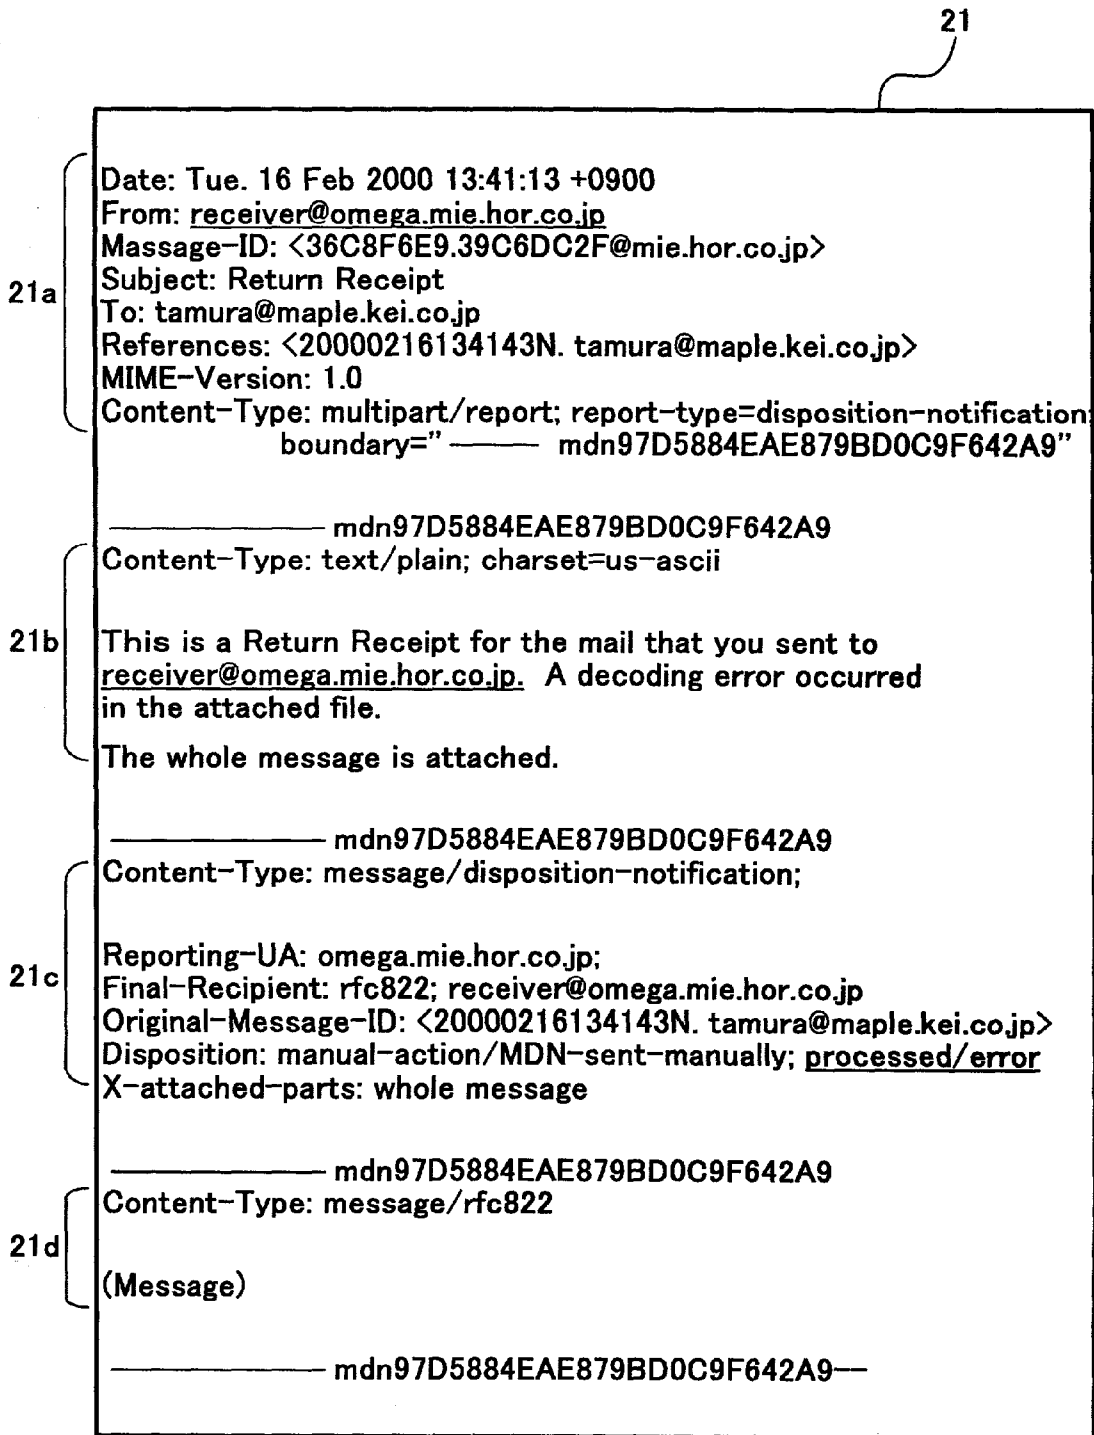 21
21a
Date: Tue. 16 Feb 2000 13:41:13 +0900
From: receiver@omega.mie.hor.co.jp
Massage-ID: <36C8F6E9.39C6DC2F@mie.hor.co.jp>
Subject: Return Receipt
To: tamura@maple.kei.co.jp
References: <20000216134143N. tamura@maple.kei.co.jp>
MIME-Version: 1.0
Content-Type: multipart/report; report-type=disposition-notification;
boundary=” ——— mdn97D5884EAE879BD0C9F642A9”
————— mdn97D5884EAE879BD0C9F642A9
21b
Content-Type: text/plain; charset=us-ascii
This is a Return Receipt for the mail that you sent to
receiver@omega.mie.hor.co.jp. A decoding error occurred
in the attached file.
The whole message is attached.
————— mdn97D5884EAE879BD0C9F642A9
21c
Content-Type: message/disposition-notification;
Reporting-UA: omega.mie.hor.co.jp;
Final-Recipient: rfc822; receiver@omega.mie.hor.co.jp
Original-Message-ID: <20000216134143N. tamura@maple.kei.co.jp>
Disposition: manual-action/MDN-sent-manually; processed/error
X-attached-parts: whole message
————— mdn97D5884EAE879BD0C9F642A9
21d
Content-Type: message/rfc822
(Message)
————— mdn97D5884EAE879BD0C9F642A9--